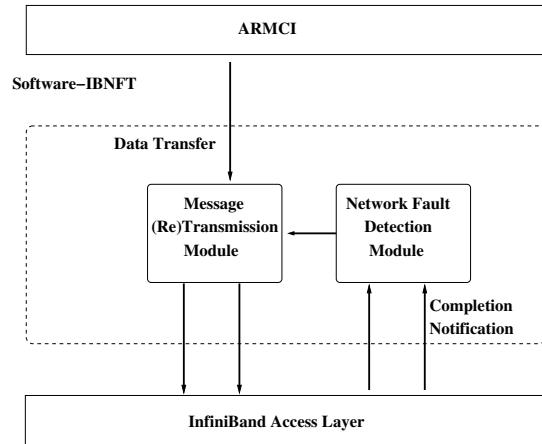 ARMCI
Software−IBNFT
Data Transfer
Message
(Re)Transmission
Module
Network Fault
Detection
Module
Completion
Notification
InfiniBand Access Layer